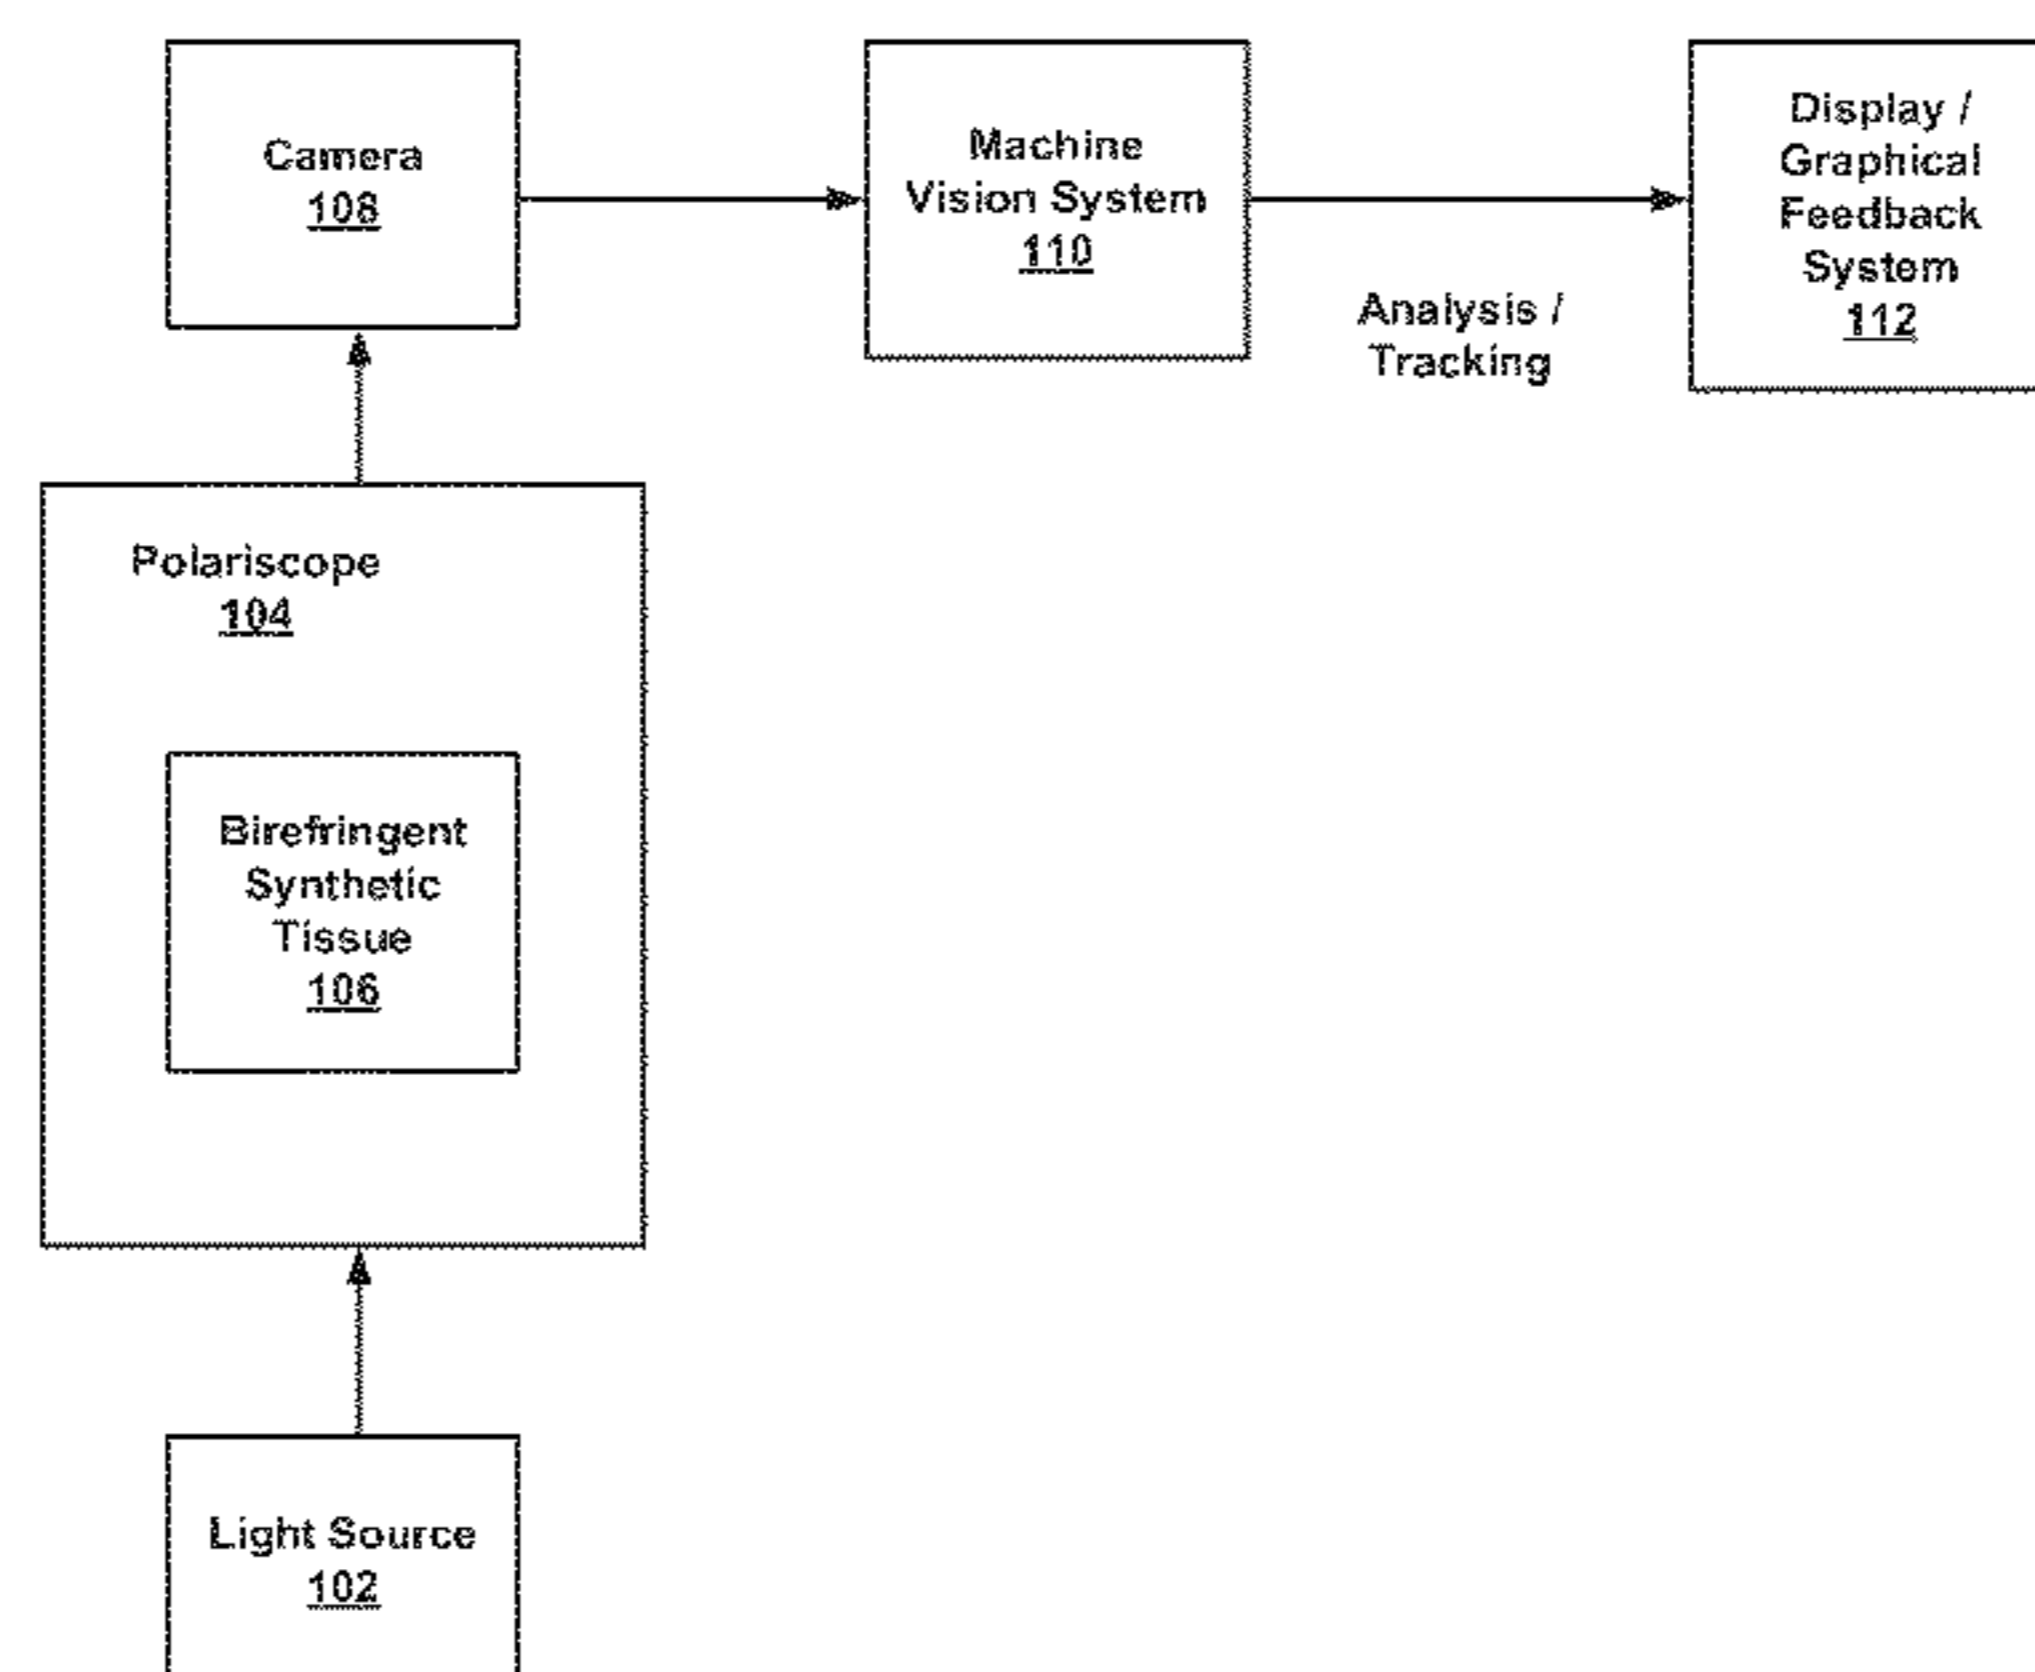 Camera
108
Machine
Vision System
110
Display /
Graphical
Feedback
System
112
Analysis /
Tracking
Polariscope
104
Birefringent
Synthetic
Tissue
106
Light Source
102